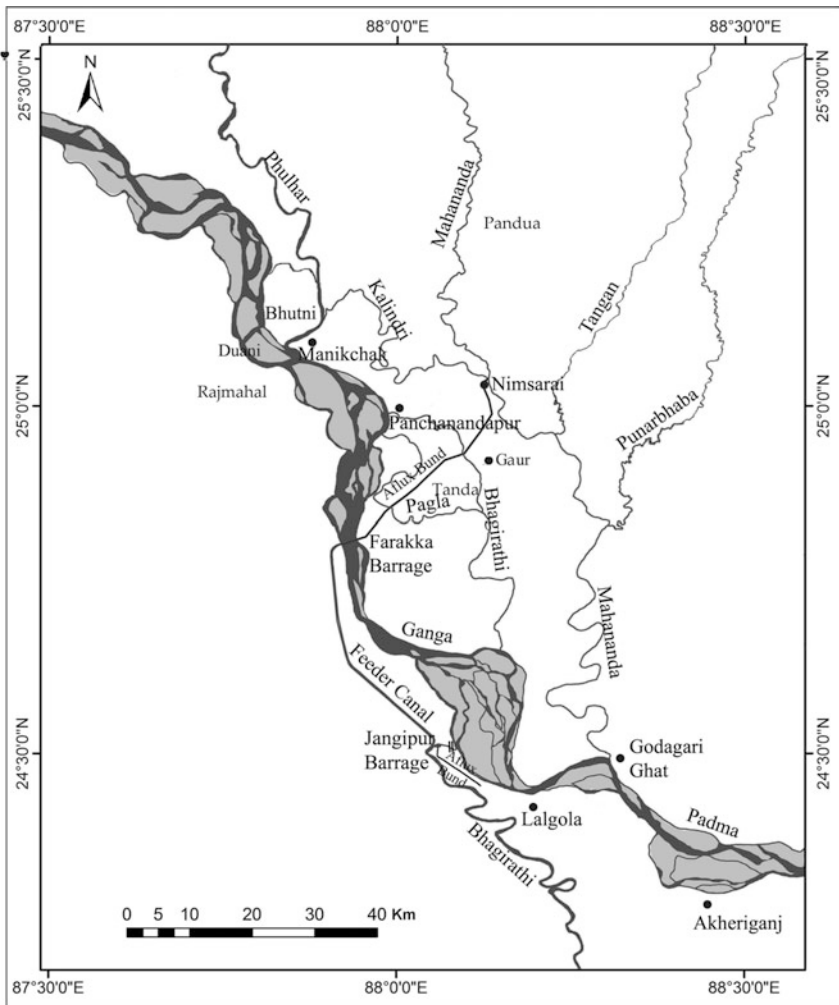 87°30'0"E
88°0'0"E
88°30'0"E
25°30'0"N
25°30'0"N
N
Phulhar
Mahananda
Pandua
Kalindri
Tangan
Bhutni
Duani
Manikchak
Rajmahal
Nimsarai
25°0'0"N
25°0'0"N
Panchanandapur
Punarbhaba
Gaur
Aflux Bund
Tanda
Pagla
Bhagirathi
Farakka
Barrage
Mahananda
Ganga
Feeder Canal
Jangipur
Barrage
Aflux
Bund
Godagari
Ghat
24°30'0"N
24°30'0"N
Lalgola
Padma
Bhagirathi
Akheriganj
0 5 10 20 30 40 Km
87°30'0"E
88°0'0"E
88°30'0"E